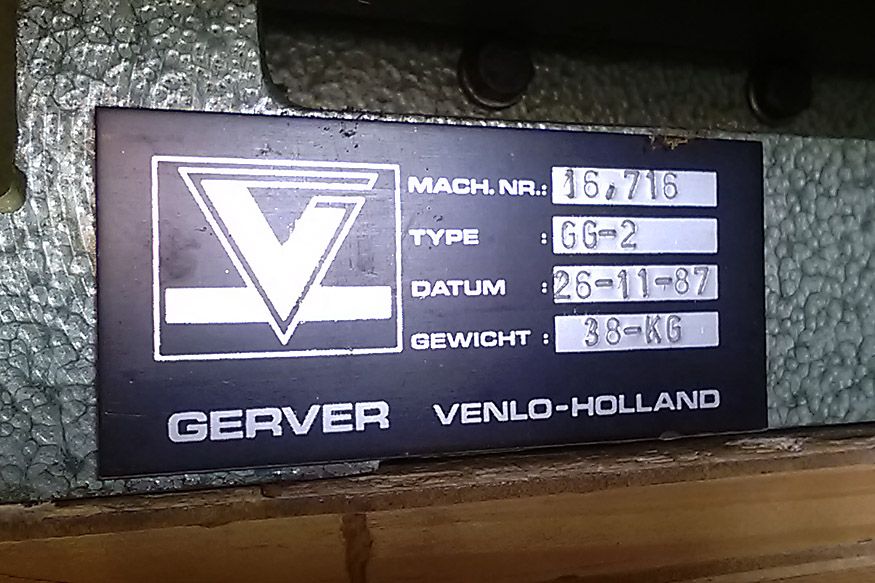 MACH. NR.: 16,716
TYPE : GG-2
DATUM : 26-11-87
GEWICHT : 38-KG
GERVER VENLO-HOLLAND